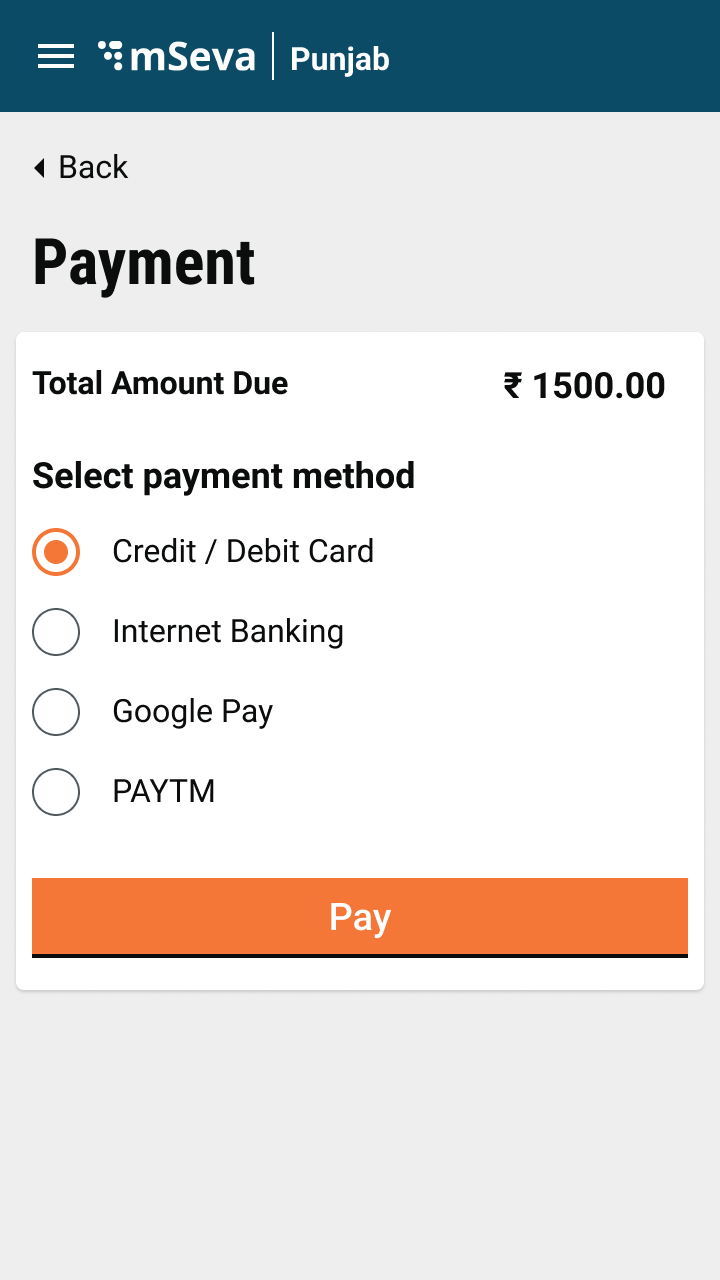 mSeva | Punjab
Back
Payment
Total Amount Due ₹ 1500.00
Select payment method
Credit / Debit Card
Internet Banking
Google Pay
PAYTM
Pay